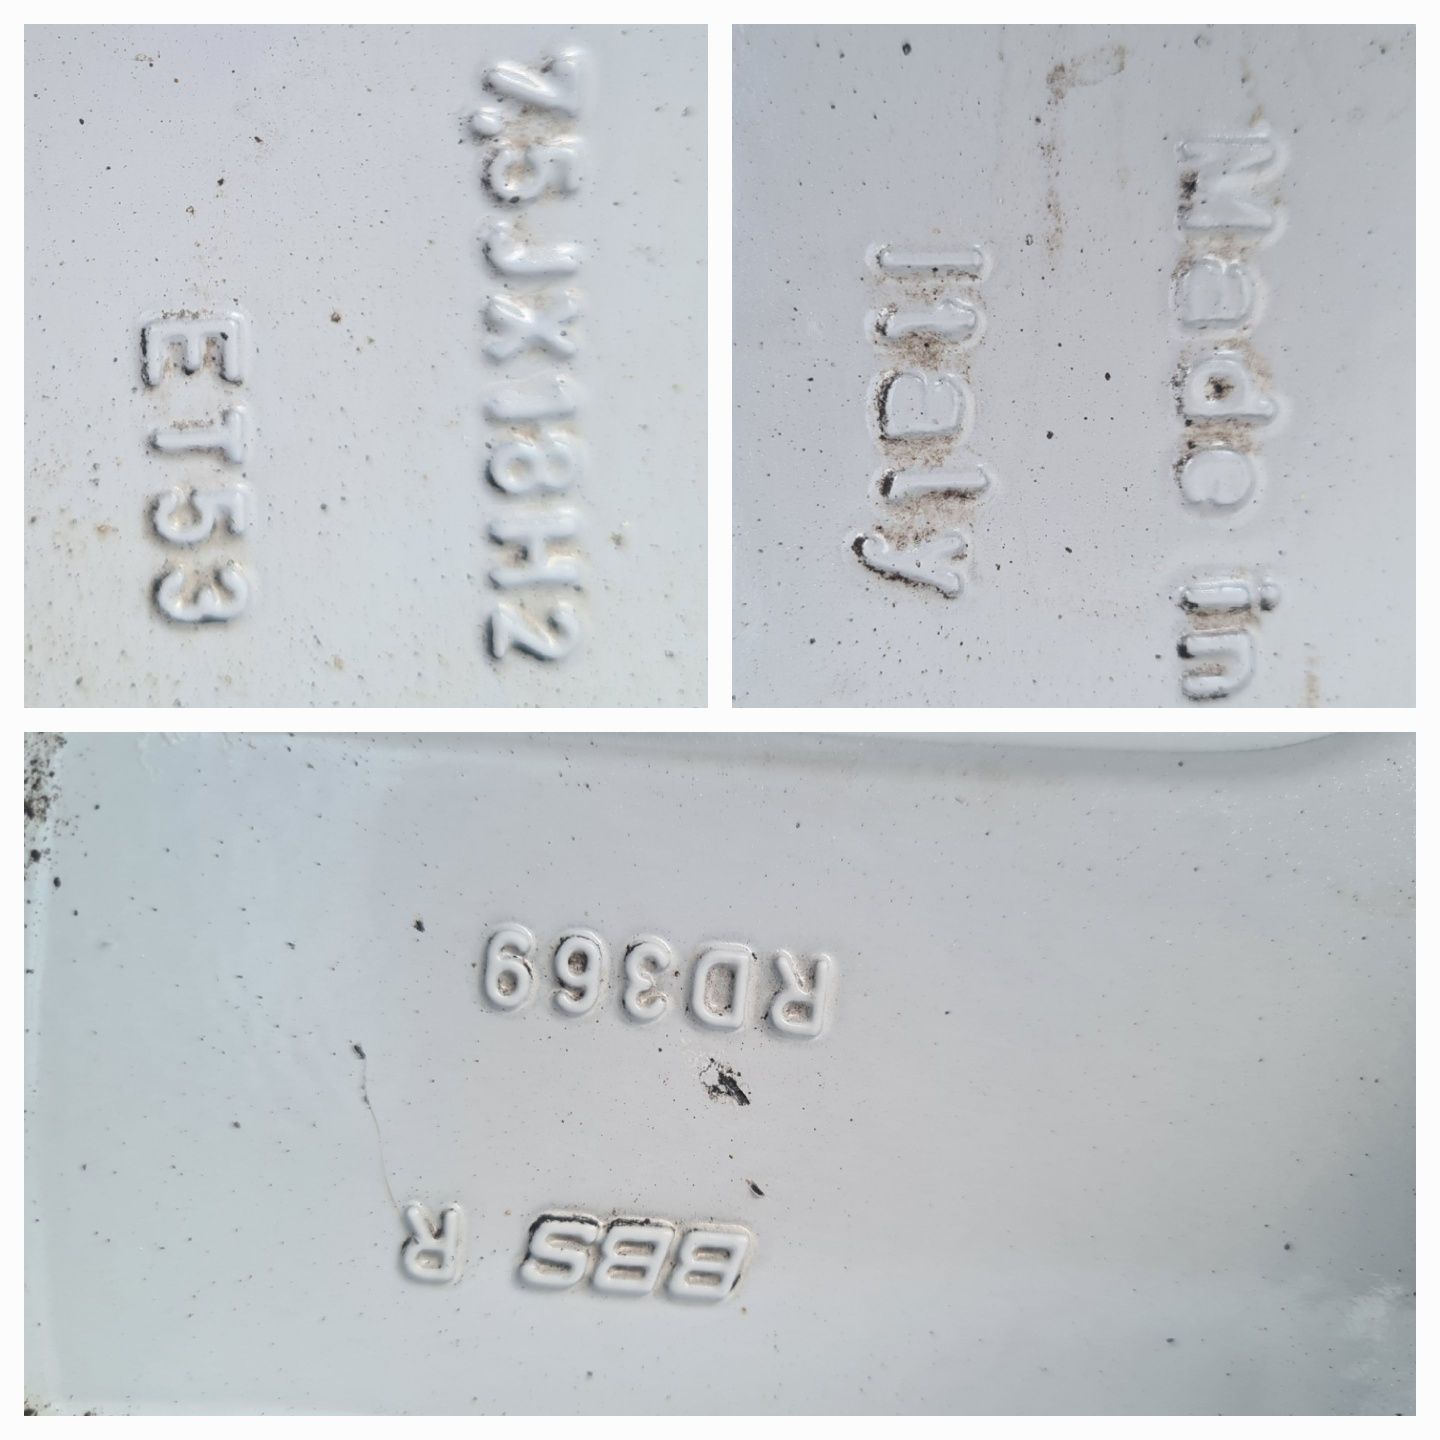 7.5JX18H2
ET53
Made in
Italy
BBS R
RD369